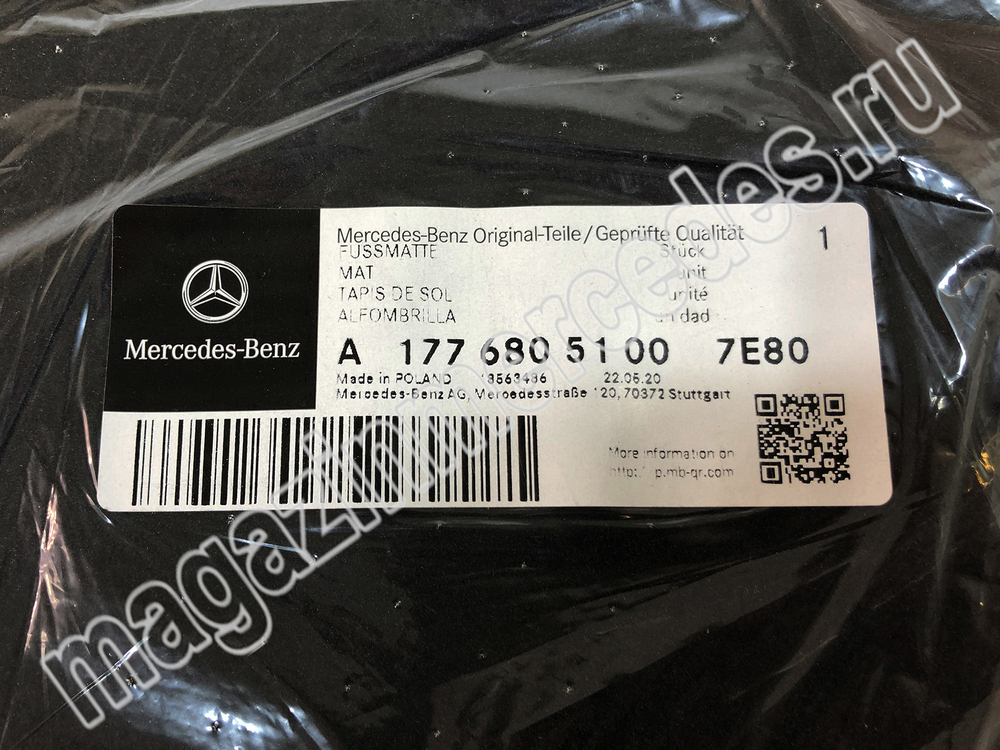 Mercedes-Benz Original-Teile/Geprüfte Qualität 1
FUSSMATTE Stück
MAT unit
TAPIS DE SOL unité
ALFOMBRILLA
Mercedes-Benz
A 177 680 51 00 7E80
Made in POLAND 22.06.20
Mercedes-Benz AG, Mercedesstraße 120, 70372 Stuttgart
More information on
magazinmercedes.ru